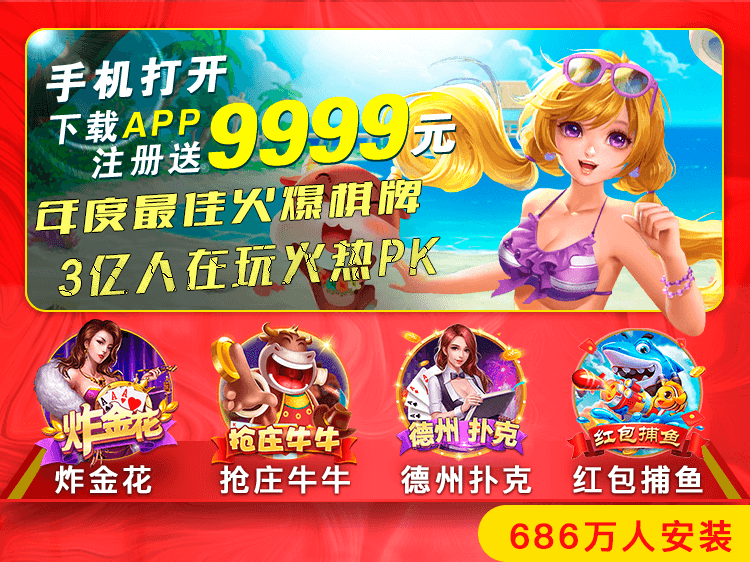 手机打开
下载APP
注册送9999元
年度最佳火爆棋牌
3亿人在玩火热PK
炸金花
抢庄牛牛
德州 扑克
红包捕鱼
炸金花
抢庄牛牛
德州扑克
红包捕鱼
686万人安装